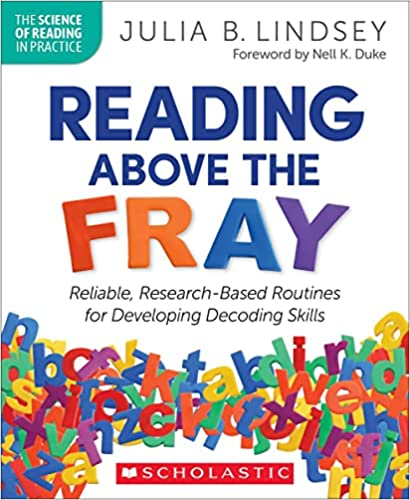 THE SCIENCE
OF READING
IN PRACTICE
JULIA B. LINDSEY
Foreword by Nell K. Duke
READING
ABOVE THE
FRAY
Reliable, Research-Based Routines
for Developing Decoding Skills
SCHOLASTIC